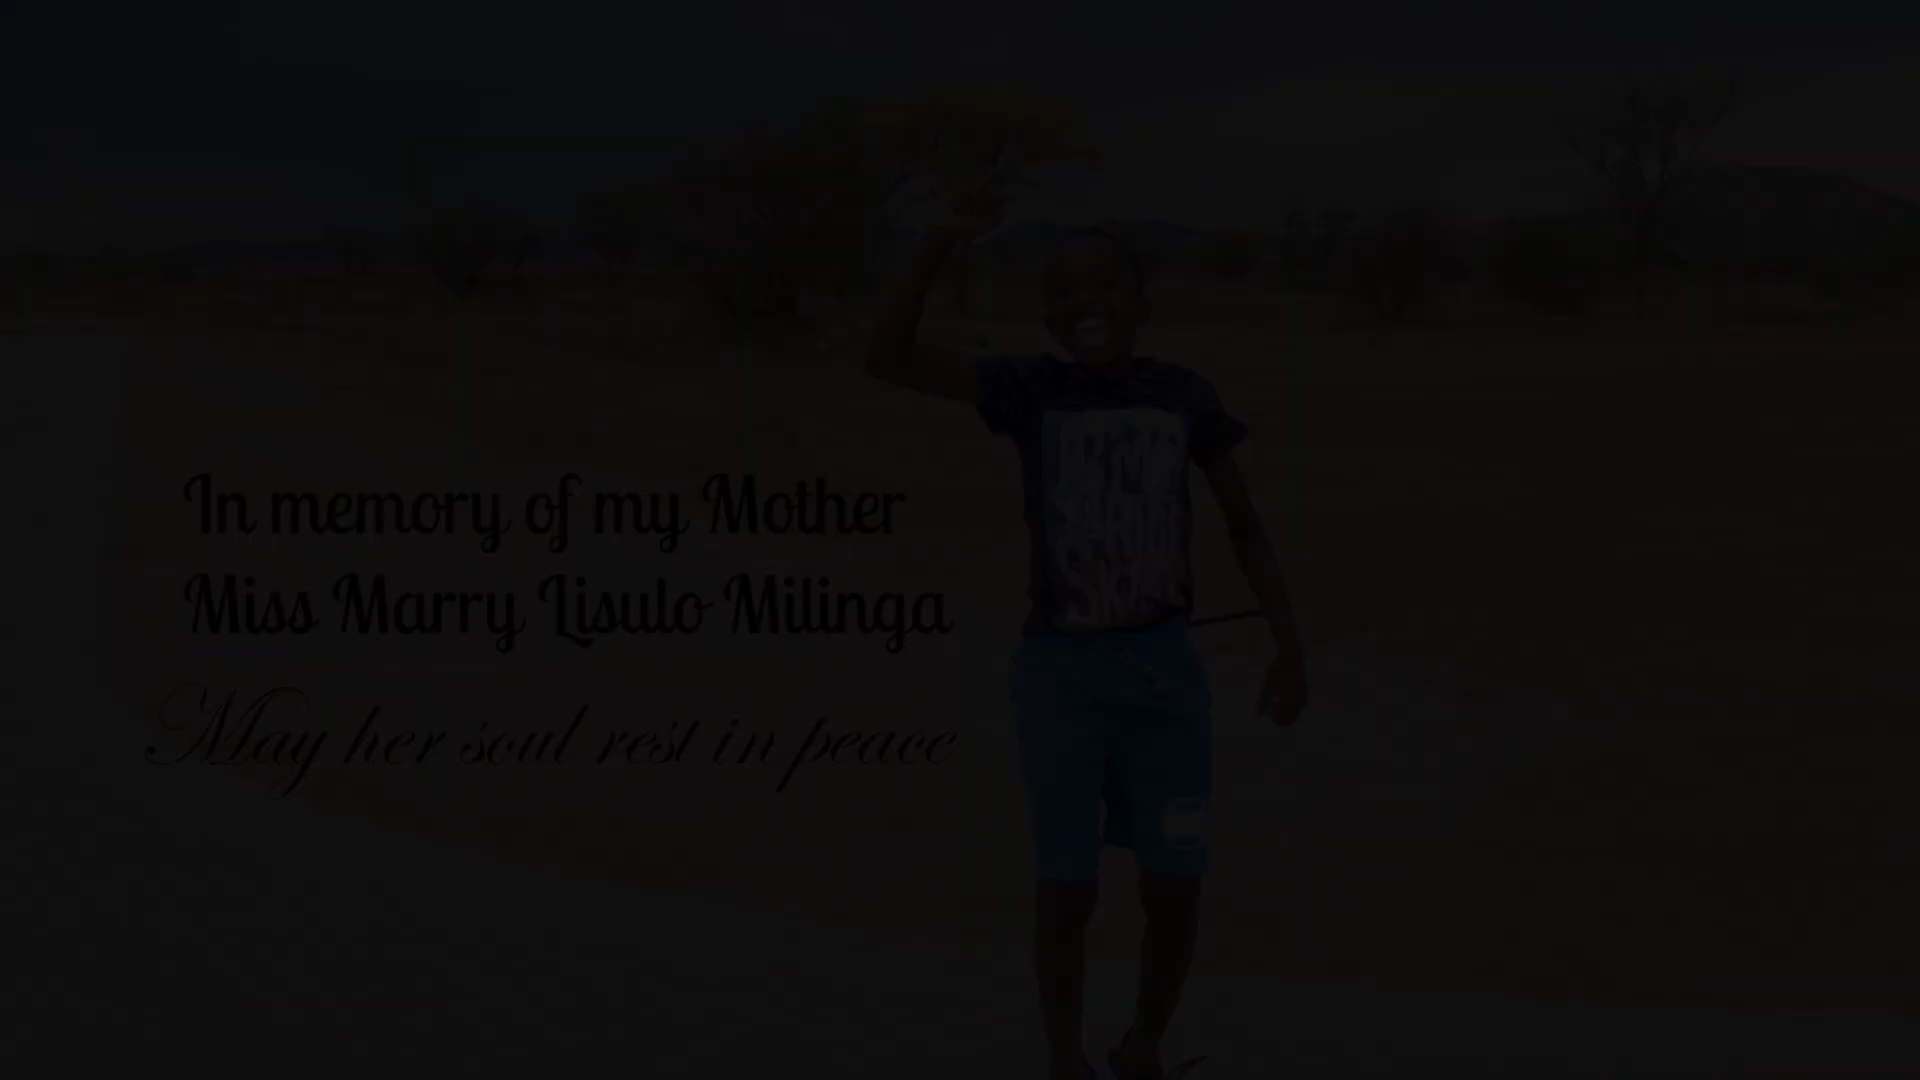 In memory of my Mother
Miss Marry Lisulo Milinga
May her soul rest in peace